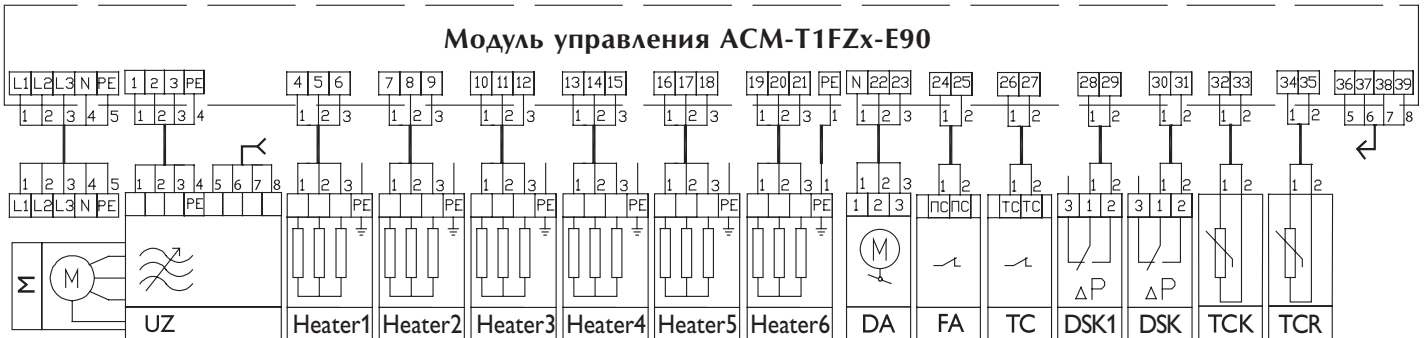 Модуль управления ACM-T1FZx-E90
L1 L2 L3 N PE 1 2 3 PE 4 5 6 7 8 9 10 11 12 13 14 15 16 17 18 19 20 21 PE N 22 23 24 25 26 27 28 29 30 31 32 33 34 35 36 37 38 39
1 2 3 4 5 1 2 3 4 1 2 3 1 2 3 1 2 3 1 2 3 1 2 3 1 2 3 1 1 2 3 1 2 1 2 1 2 1 2 1 2 1 2 5 6 7 8
1 2 3 4 5 1 2 3 4 5 6 7 8 1 2 3 1 2 3 1 2 3 1 2 3 1 2 3 1 2 3 1 1 2 3 1 2 1 2 1 2 1 2 1 2 1 2
L1 L2 L3 N PE PE PE PE PE PE PE PE 1 2 3 ПС ПС ТС ТС 3 1 2 3 1 2
Σ M M
ΔP ΔP
UZ Heater1 Heater2 Heater3 Heater4 Heater5 Heater6 DA FA TC DSK1 DSK TCK TCR